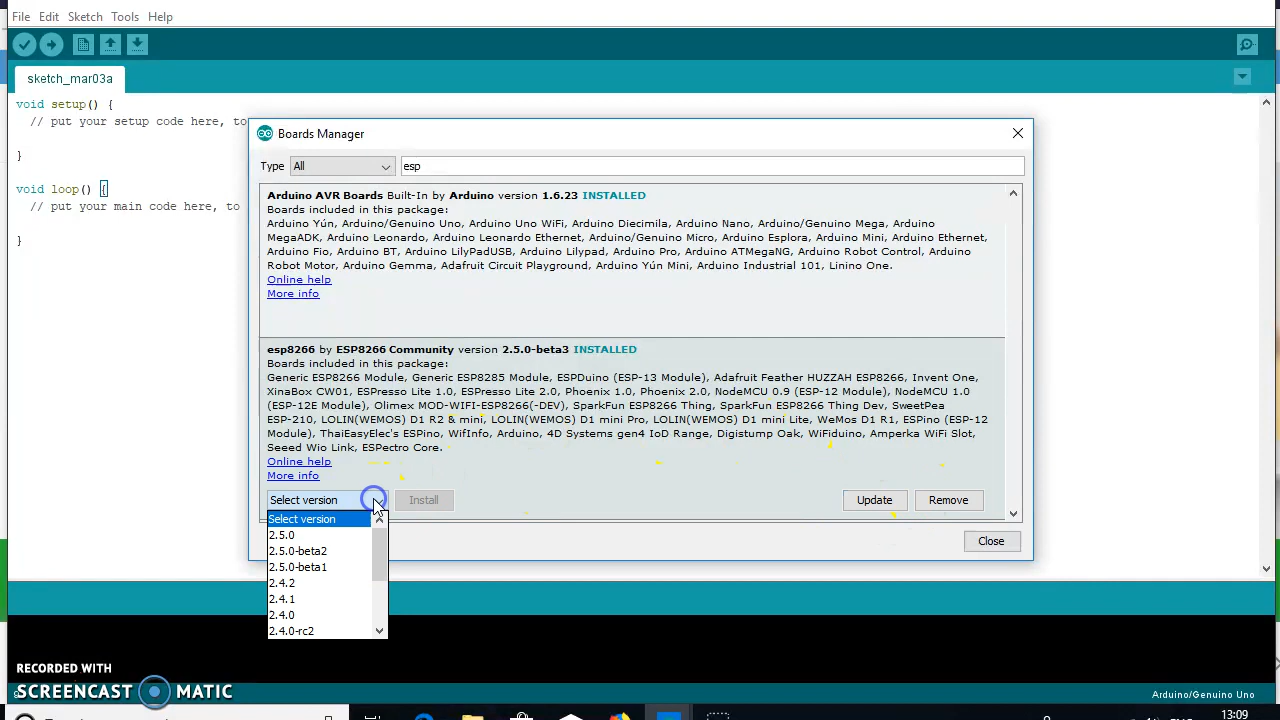 File Edit Sketch Tools Help
sketch_mar03a
void setup() {
// put your setup code here, to
}
void loop() {
// put your main code here, to
}
Boards Manager
Type All esp
Arduino AVR Boards Built-In by Arduino version 1.6.23 INSTALLED
Boards included in this package:
Arduino Yún, Arduino/Genuino Uno, Arduino Uno WiFi, Arduino Diecimila, Arduino Nano, Arduino/Genuino Mega, Arduino
MegaADK, Arduino Leonardo, Arduino Leonardo Ethernet, Arduino/Genuino Micro, Arduino Esplora, Arduino Mini, Arduino Ethernet,
Arduino Fio, Arduino BT, Arduino LilyPadUSB, Arduino Lilypad, Arduino Pro, Arduino ATMegaNG, Arduino Robot Control, Arduino
Robot Motor, Arduino Gemma, Adafruit Circuit Playground, Arduino Yún Mini, Arduino Industrial 101, Linino One.
Online help
More info
esp8266 by ESP8266 Community version 2.5.0-beta3 INSTALLED
Boards included in this package:
Generic ESP8266 Module, Generic ESP8285 Module, ESPDuino (ESP-13 Module), Adafruit Feather HUZZAH ESP8266, Invent One,
XinaBox CW01, ESPresso Lite 1.0, ESPresso Lite 2.0, Phoenix 1.0, Phoenix 2.0, NodeMCU 0.9 (ESP-12 Module), NodeMCU 1.0
(ESP-12E Module), Olimex MOD-WIFI-ESP8266(-DEV), SparkFun ESP8266 Thing, SparkFun ESP8266 Thing Dev, SweetPea
ESP-210, LOLIN(WEMOS) D1 R2 & mini, LOLIN(WEMOS) D1 mini Pro, LOLIN(WEMOS) D1 mini Lite, WeMos D1 R1, ESPino (ESP-12
Module), ThaiEasyElec's ESPino, WifInfo, Arduino, 4D Systems gen4 IoD Range, Digistump Oak, WiFiduino, Amperka WiFi Slot,
Seeed Wio Link, ESPectro Core.
Online help
More info
Select version Install Update Remove
Select version
2.5.0
2.5.0-beta2
2.5.0-beta1
2.4.2
2.4.1
2.4.0
2.4.0-rc2
Close
RECORDED WITH
SCREENCAST MATIC
Arduino/Genuino Uno
13:09